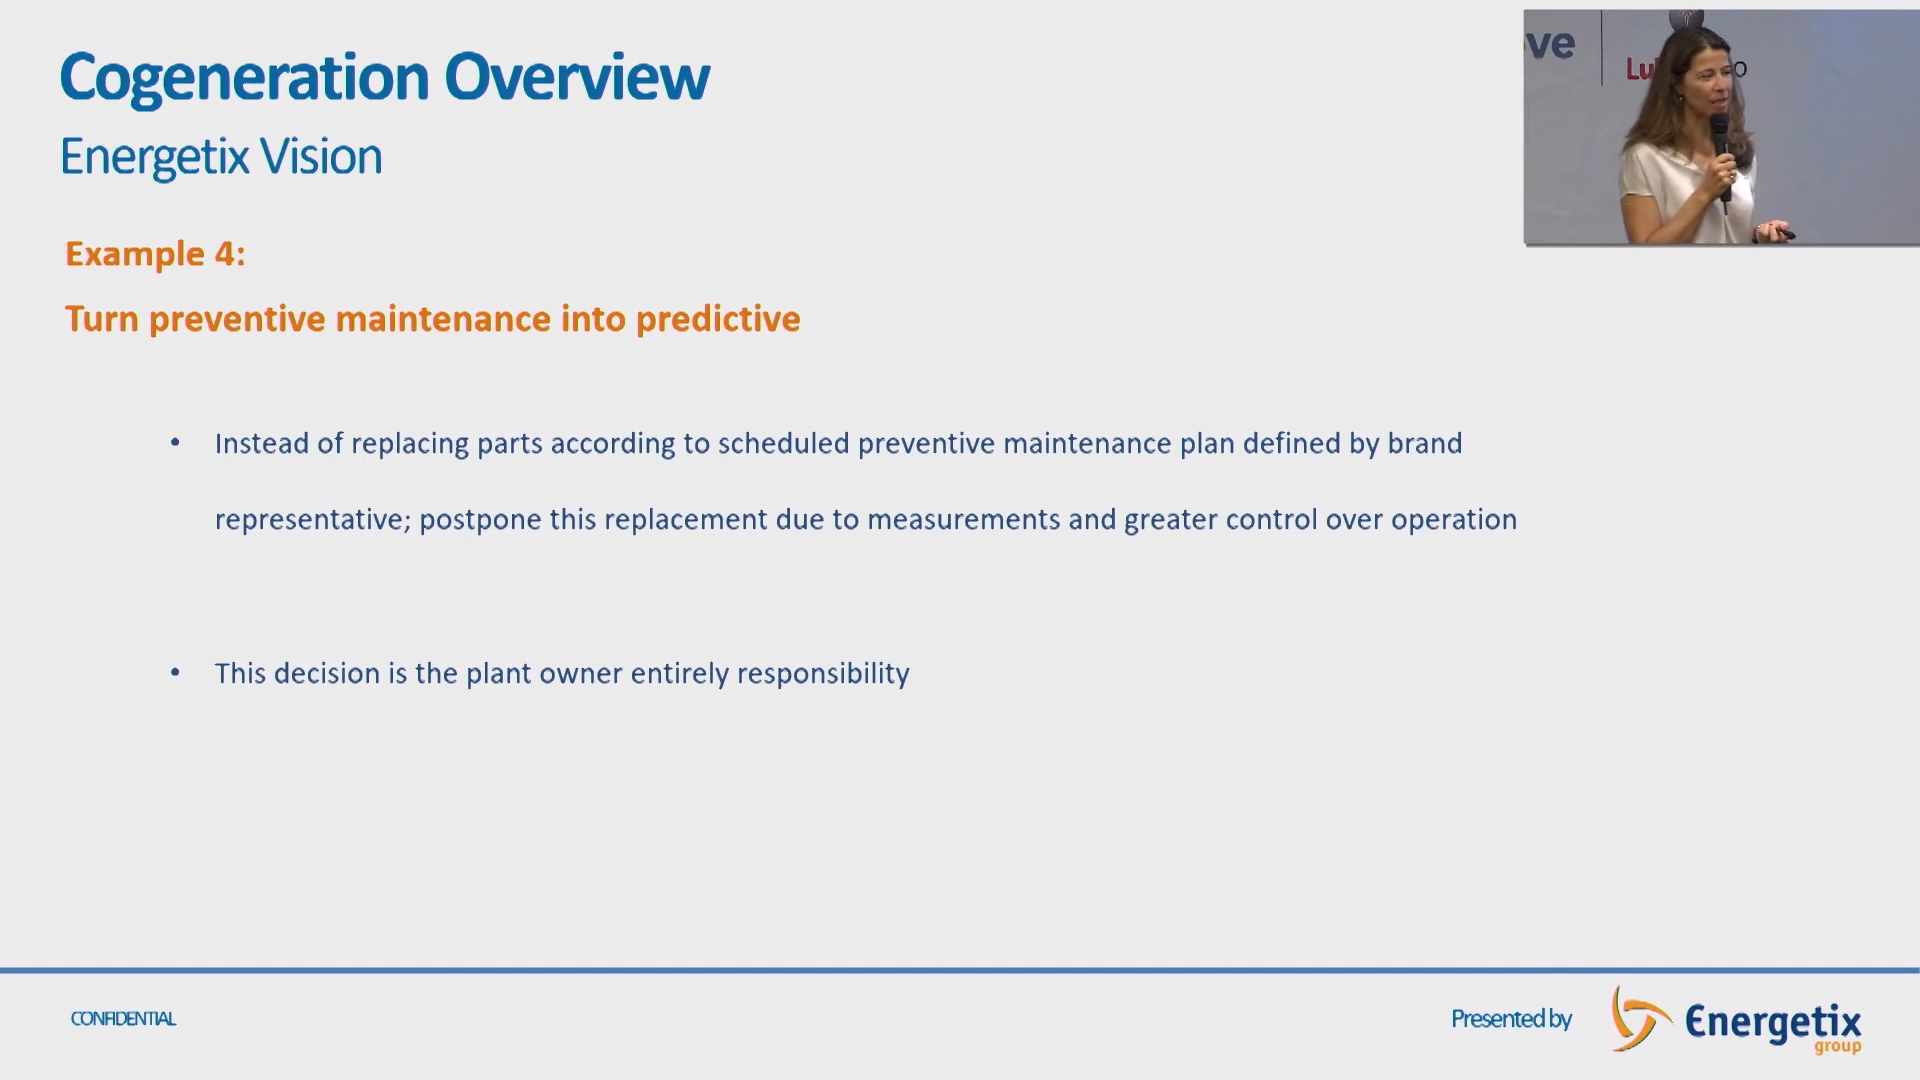 Cogeneration Overview
Energetix Vision
Example 4:
Turn preventive maintenance into predictive
• Instead of replacing parts according to scheduled preventive maintenance plan defined by brand
representative; postpone this replacement due to measurements and greater control over operation
• This decision is the plant owner entirely responsibility
CONFIDENTIAL
Presented by
Energetix
group